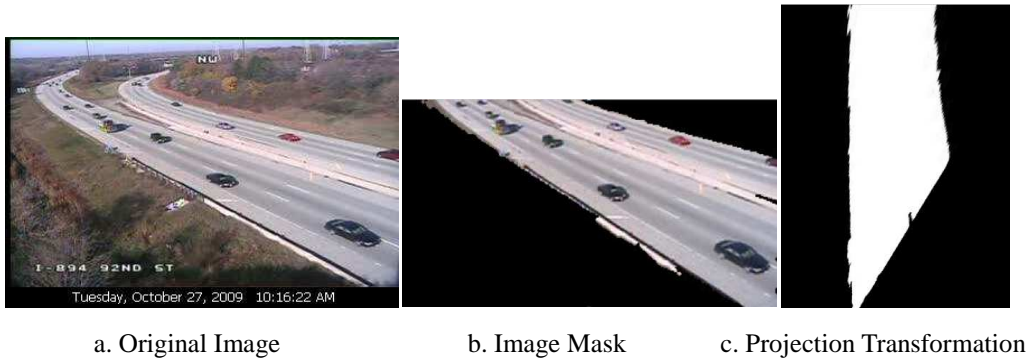 NW
I-894 92ND ST
Tuesday, October 27, 2009 10:16:22 AM
a. Original Image
b. Image Mask
c. Projection Transformation